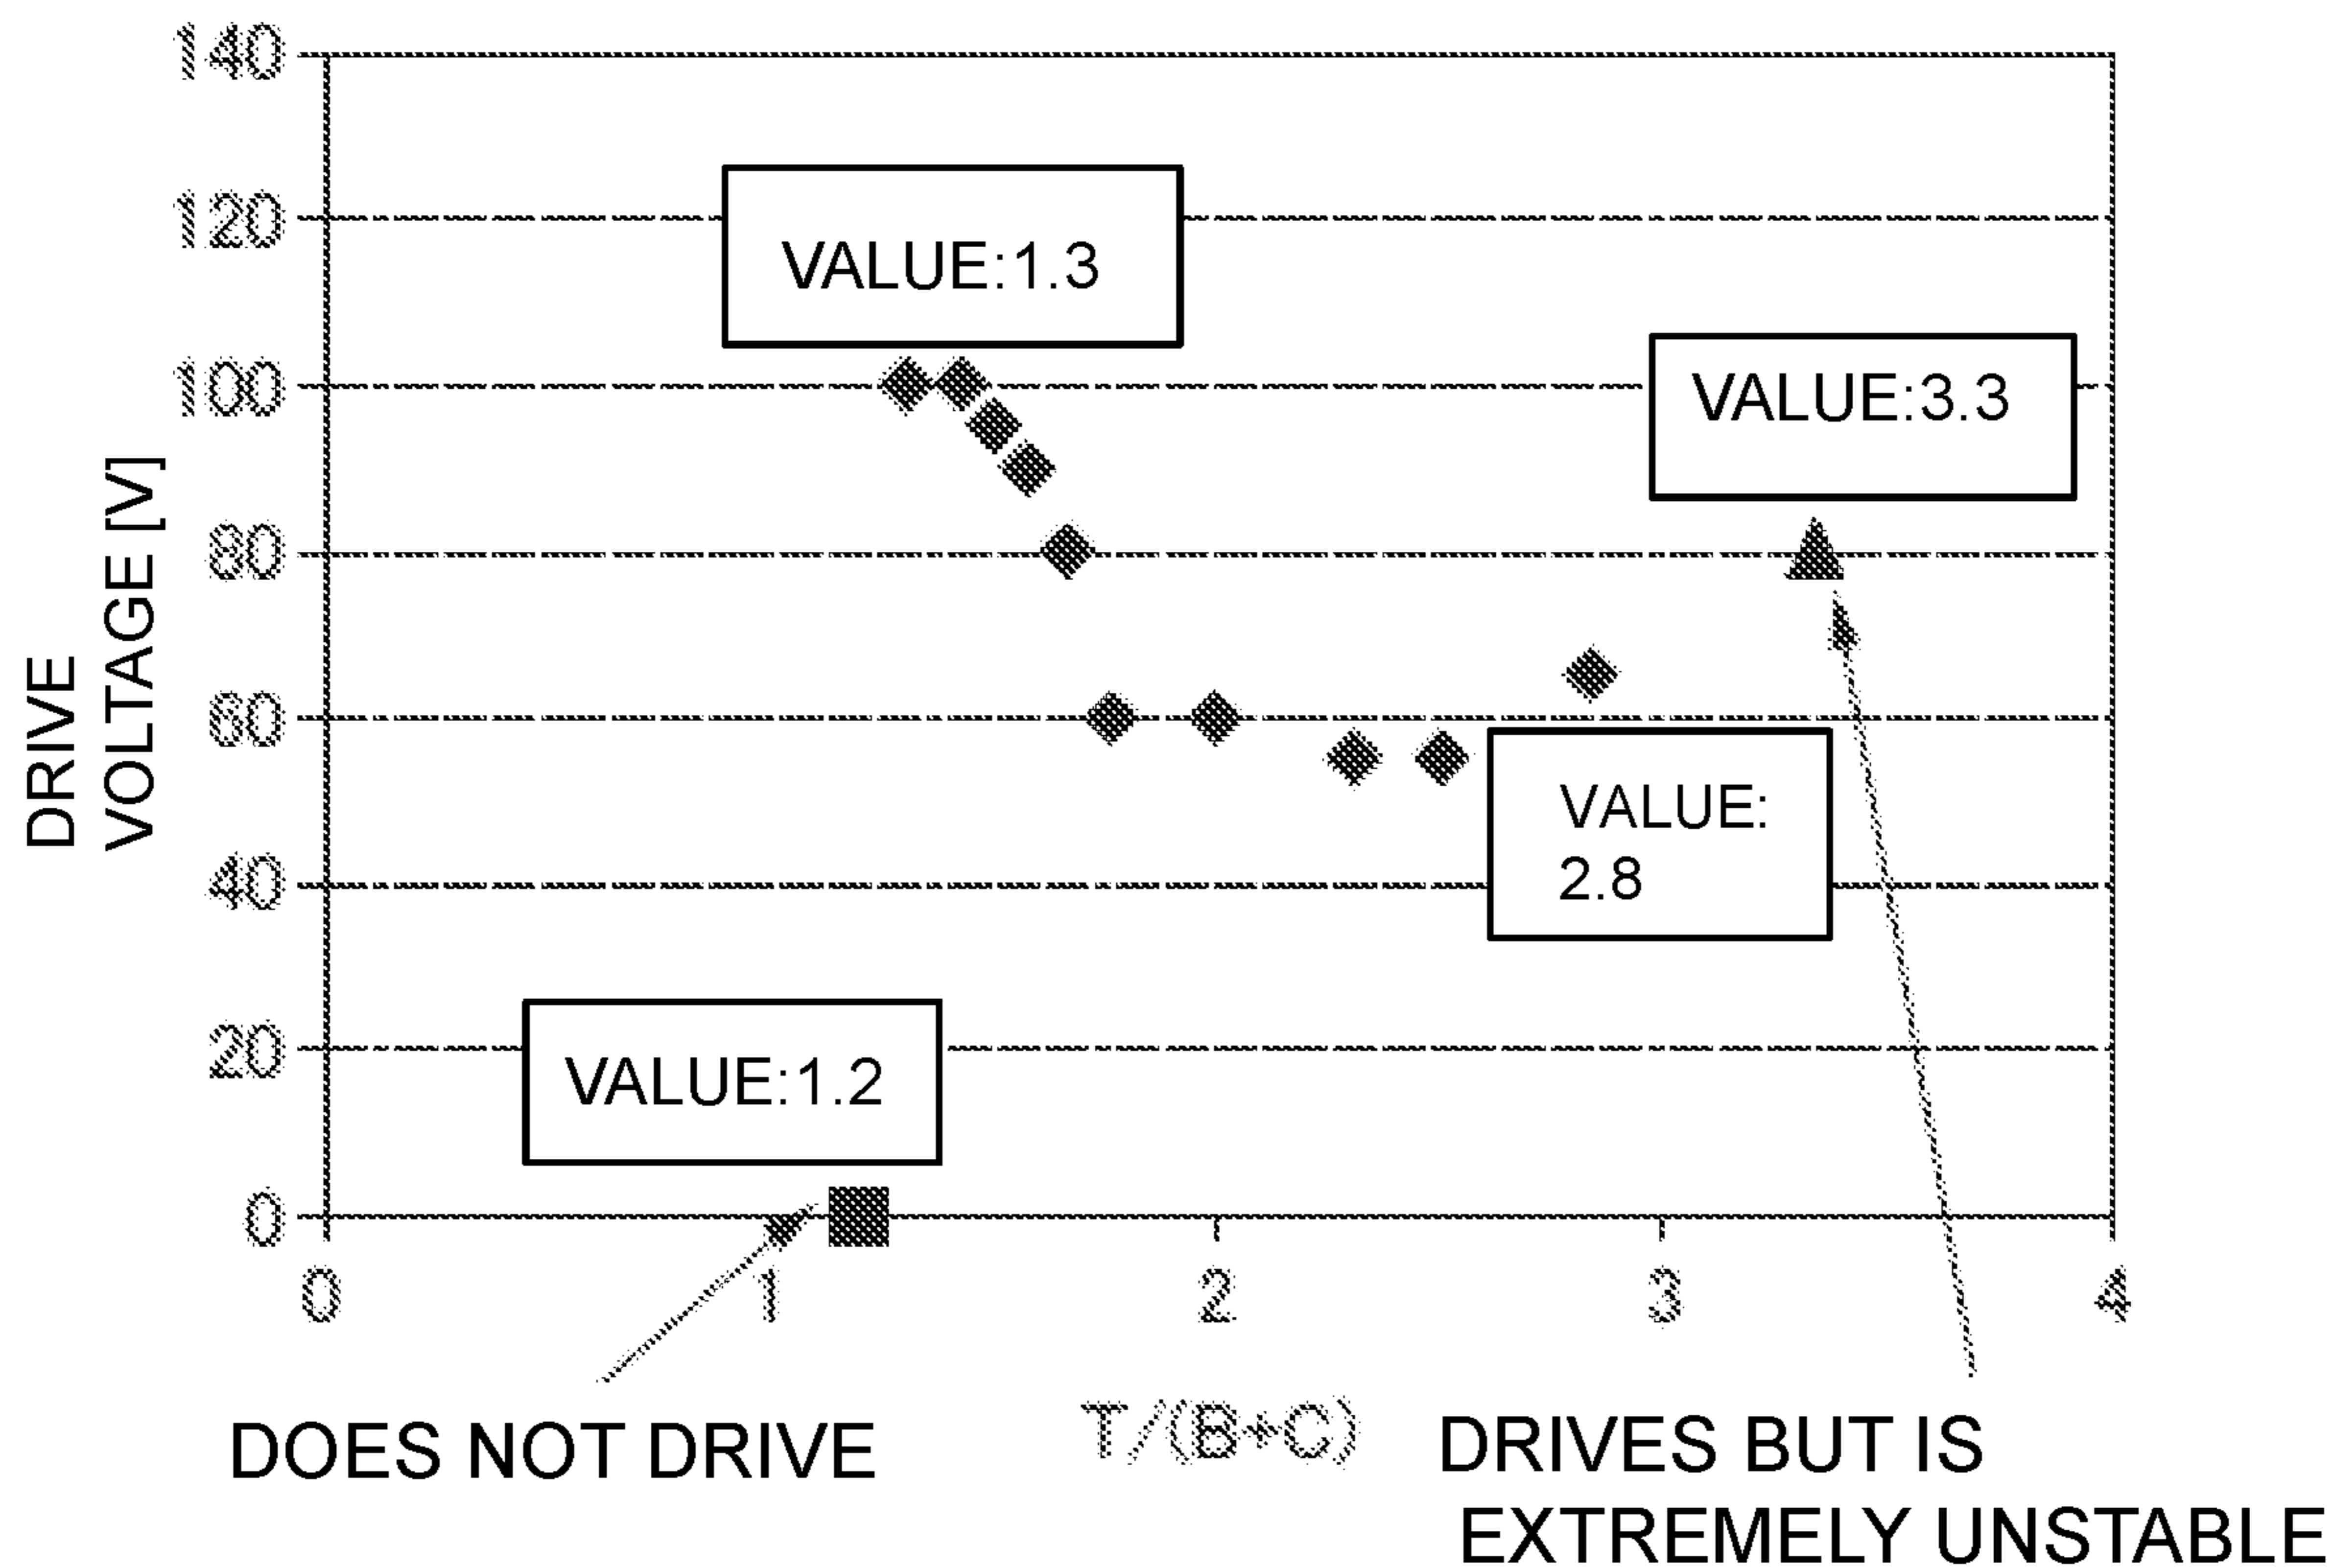 140
120
VALUE:1.3
100
VALUE:3.3
80
60
VALUE:
2.8
40
20
VALUE:1.2
0
DRIVE
VOLTAGE [V]
0
1
2
3
4
DOES NOT DRIVE
T/(B+C)
DRIVES BUT IS
EXTREMELY UNSTABLE